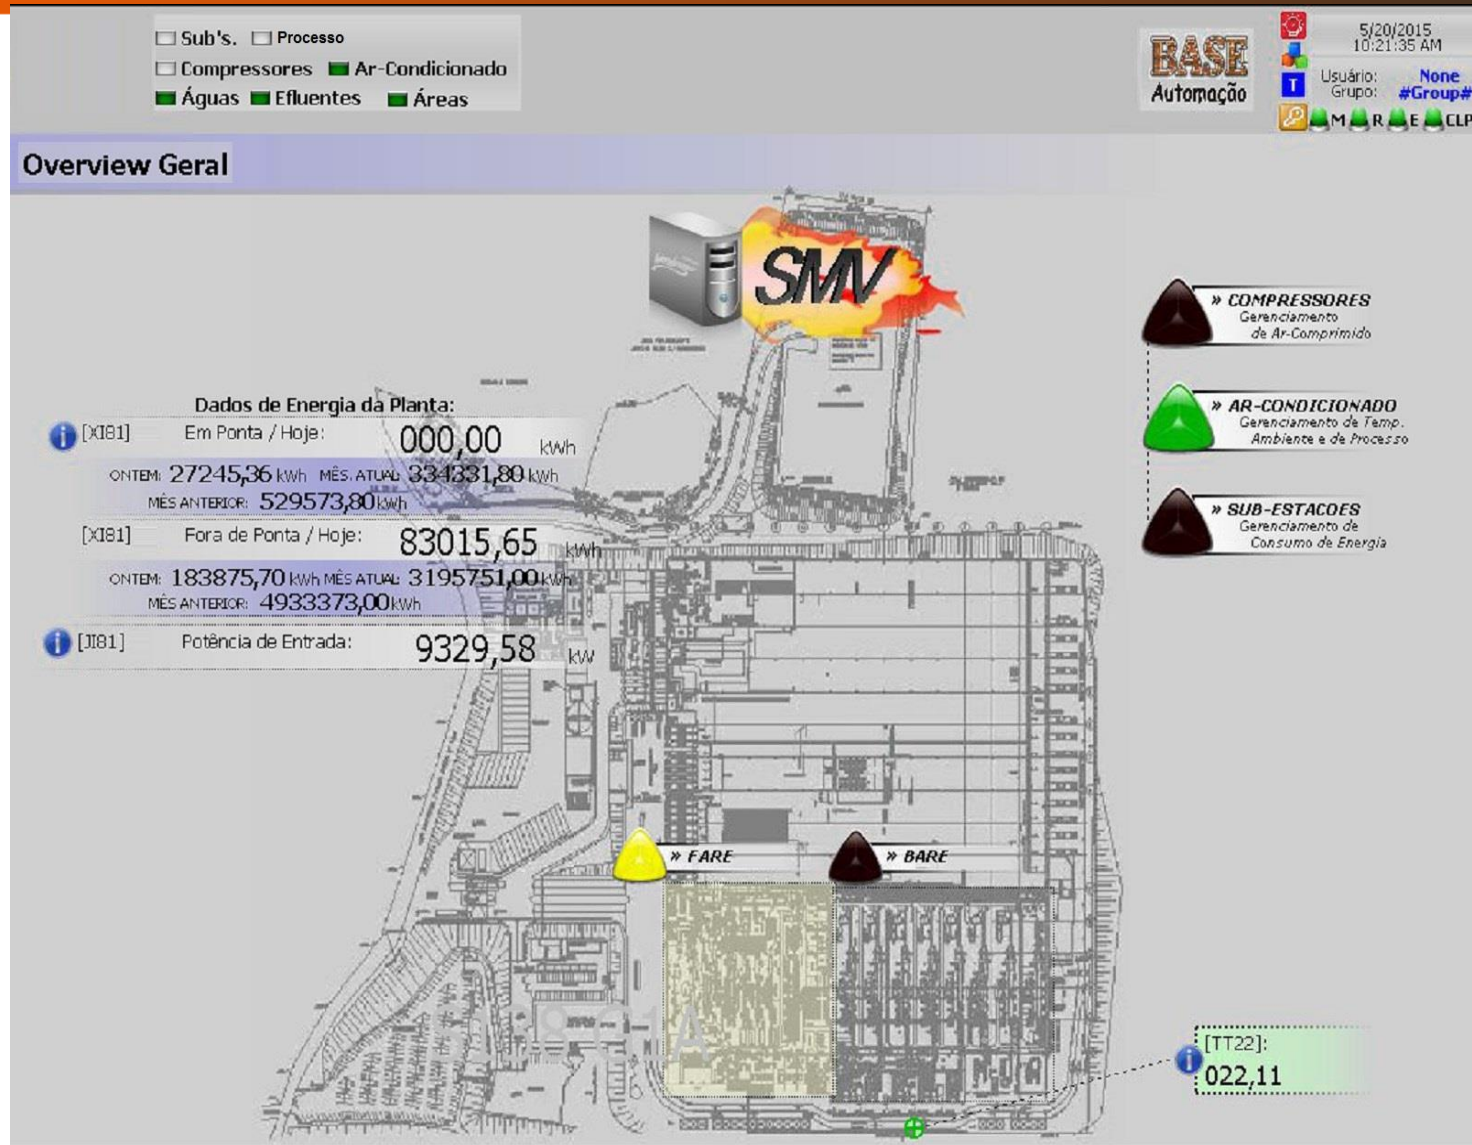 Sub's. Processo
Compressores Ar-Condicionado
Águas Efluentes Áreas
BASE
Automação
5/20/2015
10:21:35 AM
Usuário: None
Grupo: #Group#
T
M R E CLP
Overview Geral
SMV
» COMPRESSORES
Gerenciamento
de Ar-Comprimido
» AR-CONDICIONADO
Gerenciamento de Temp.
Ambiente e de Processo
» SUB-ESTACOES
Gerenciamento de
Consumo de Energia
Dados de Energia da Planta:
[XI81] Em Ponta / Hoje: 000,00 kWh
ONTEM: 27245,36 kWh MÊS. ATUAL: 334331,80 kWh
MÊS ANTERIOR: 529573,80 kWh
[XI81] Fora de Ponta / Hoje: 83015,65 kWh
ONTEM: 183875,70 kWh MÊS ATUAL: 3195751,00 kWh
MÊS ANTERIOR: 4933373,00 kWh
[JI81] Potência de Entrada: 9329,58 kW
» FARE
» BARE
[TT22]:
022,11